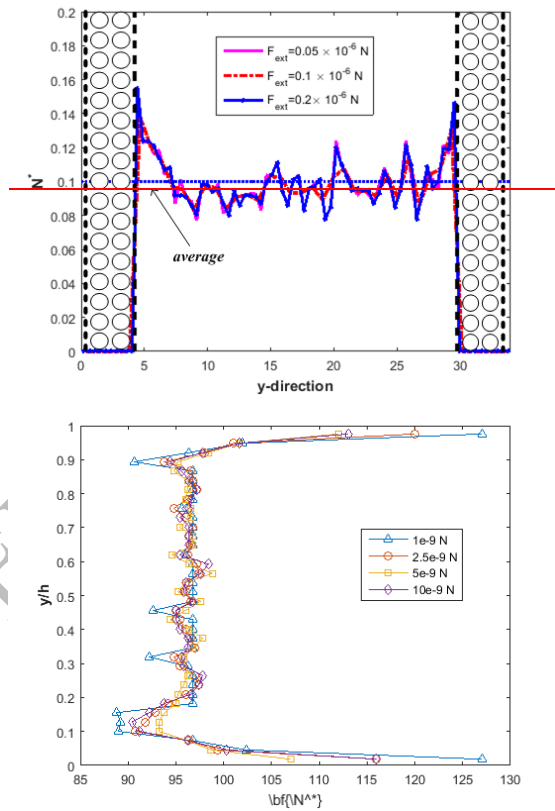 0.2
0.18
0.16
0.14
0.12
0.1
0.08
0.06
0.04
0.02
0
N*
F_ext=0.05 × 10^-6 N
F_ext=0.1 × 10^-6 N
F_ext=0.2× 10^-6 N
average
0 5 10 15 20 25 30
y-direction
1
0.9
0.8
0.7
0.6
0.5
0.4
0.3
0.2
0.1
0
y/h
1e-9 N
2.5e-9 N
5e-9 N
10e-9 N
85 90 95 100 105 110 115 120 125 130
\bf{\N^*}